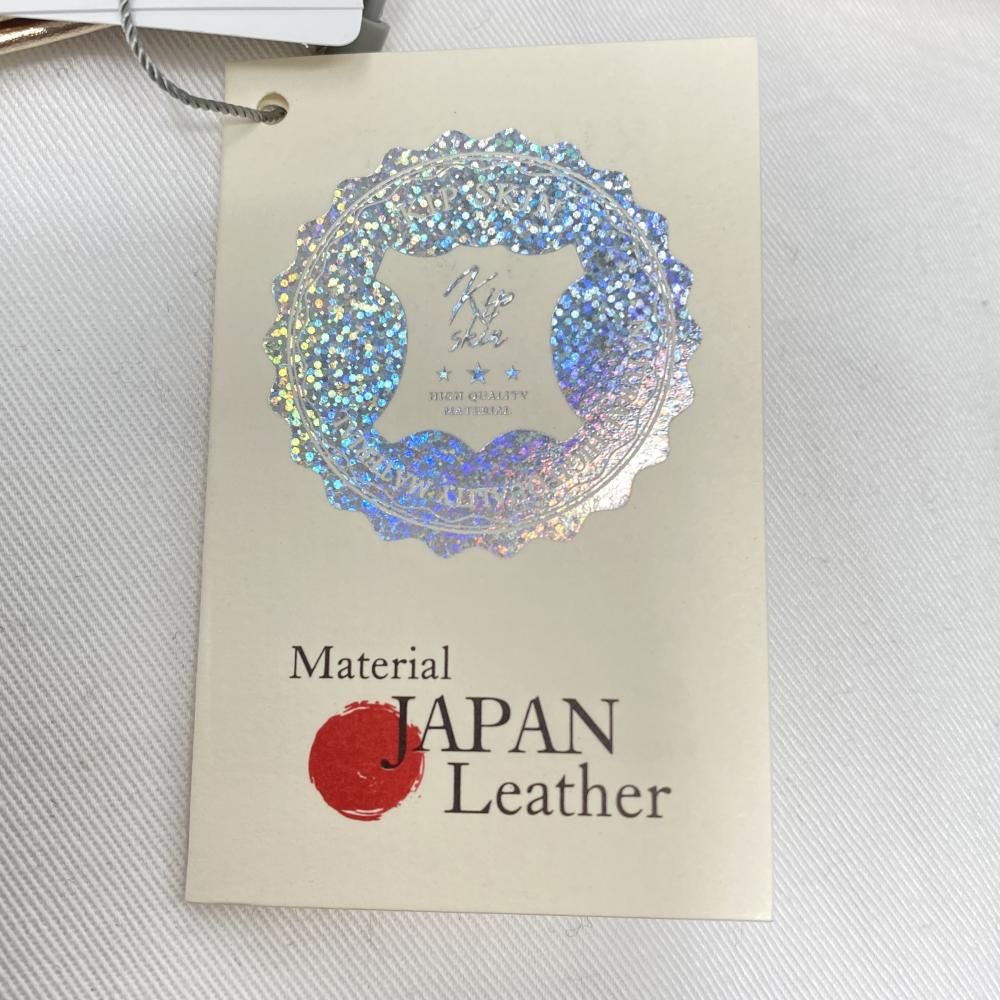 KIP SKIN
Kip
skin
HIGH QUALITY
MATERIAL
Material
JAPAN
Leather